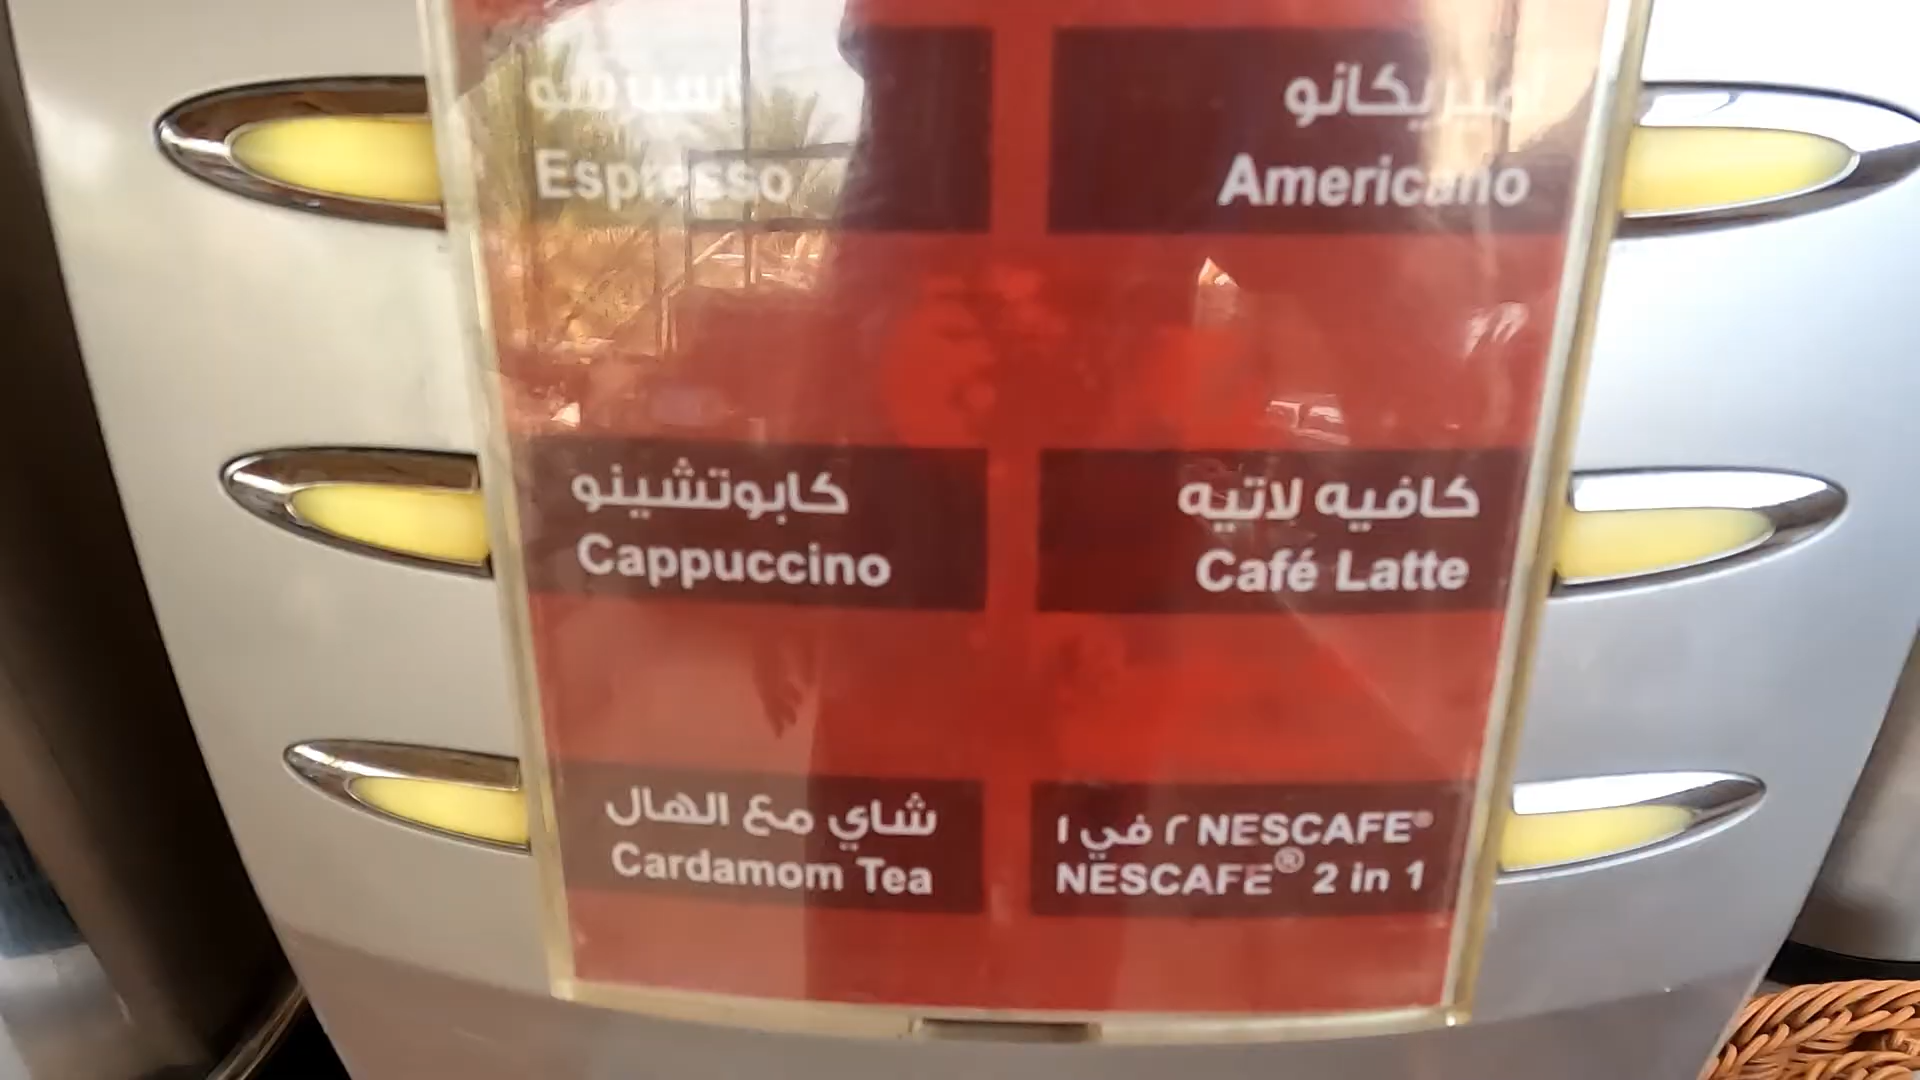 اسبرسو
Espresso
أمريكانو
Americano
كابوتشينو
Cappuccino
كافيه لاتيه
Café Latte
شاي مع الهال
Cardamom Tea
NESCAFE® ٢ في ١
NESCAFE® 2 in 1